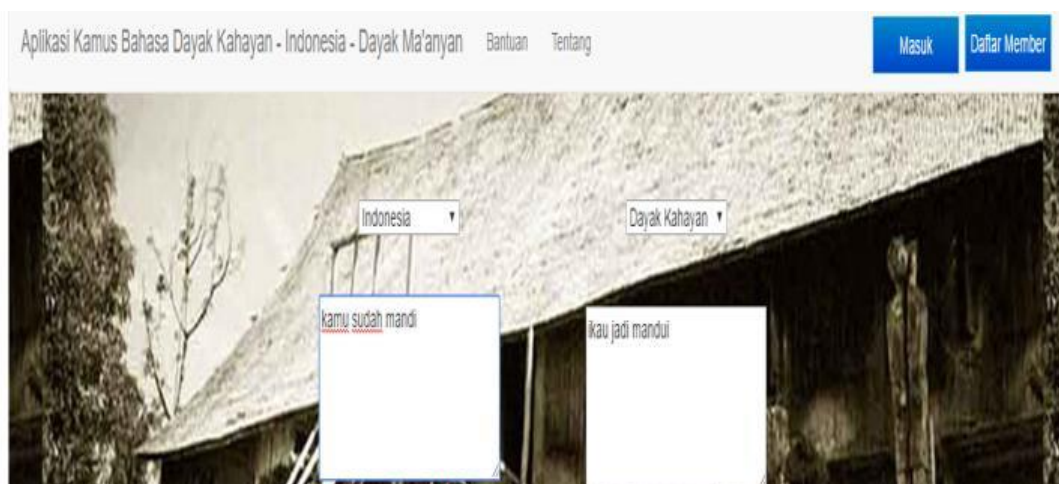 Aplikasi Kamus Bahasa Dayak Kahayan - Indonesia - Dayak Ma'anyan Bantuan Tentang Masuk Daftar Member
Indonesia Dayak Kahayan
kamu sudah mandi
ikau jadi mandui